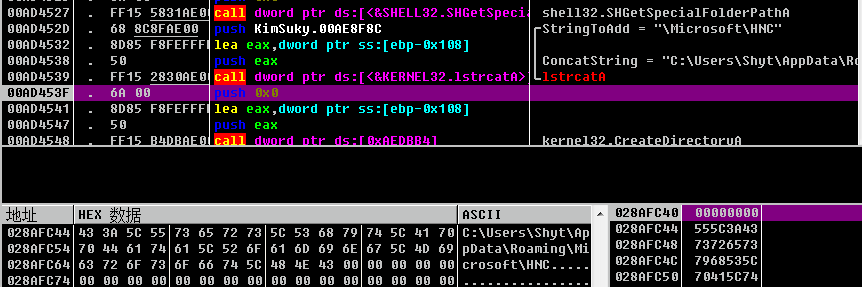 00AD4527 . FF15 5831AE00 call dword ptr ds:[<&SHELL32.SHGetSpecia shell32.SHGetSpecialFolderPathA
00AD452D . 68 8C8FAE00 push KimSuky.00AE8F8C StringToAdd = "\Microsoft\HNC"
00AD4532 . 8D85 F8FEFFFF lea eax,dword ptr ss:[ebp-0x108]
00AD4538 . 50 push eax ConcatString = "C:\Users\Shyt\AppData\Ro
00AD4539 . FF15 2830AE00 call dword ptr ds:[<&KERNEL32.lstrcatA> lstrcatA
00AD453F . 6A 00 push 0x0
00AD4541 . 8D85 F8FEFFFF lea eax,dword ptr ss:[ebp-0x108]
00AD4547 . 50 push eax
00AD4548 . FF15 B4DBAE00 call dword ptr ds:[0xAEDBB4] kernel32.CreateDirectoryA
地址 HEX 数据 ASCII
028AFC44 43 3A 5C 55 73 65 72 73 5C 53 68 79 74 5C 41 70 C:\Users\Shyt\Ap
028AFC54 70 44 61 74 61 5C 52 6F 61 6D 69 6E 67 5C 4D 69 pData\Roaming\Mi
028AFC64 63 72 6F 73 6F 66 74 5C 48 4E 43 00 00 00 00 00 crosoft\HNC.....
028AFC74 00 00 00 00 00 00 00 00 00 00 00 00 00 00 00 00 ................
028AFC40 00000000
028AFC44 555C3A43
028AFC48 73726573
028AFC4C 7968535C
028AFC50 70415C74